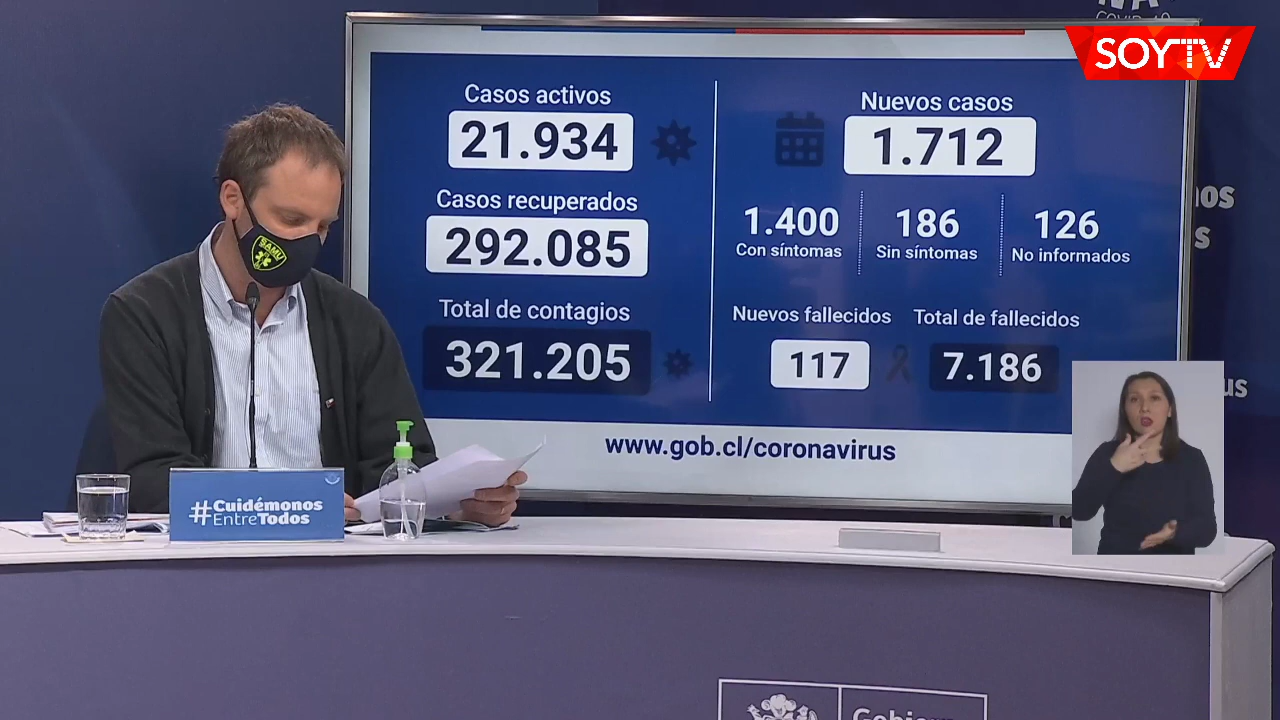 COVID-19
SOYTV
Casos activos
21.934
Casos recuperados
292.085
Total de contagios
321.205
Nuevos casos
1.712
1.400
Con síntomas
186
Sin síntomas
126
No informados
Nuevos fallecidos
117
Total de fallecidos
7.186
www.gob.cl/coronavirus
SAMU
#Cuidémonos
EntreTodos